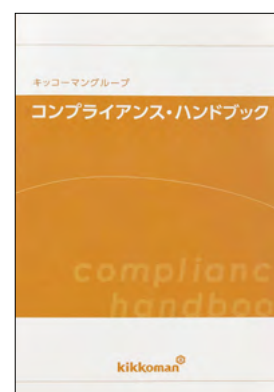 キッコーマングループ
コンプライアンス・ハンドブック
complianc
handboo
kikkoman